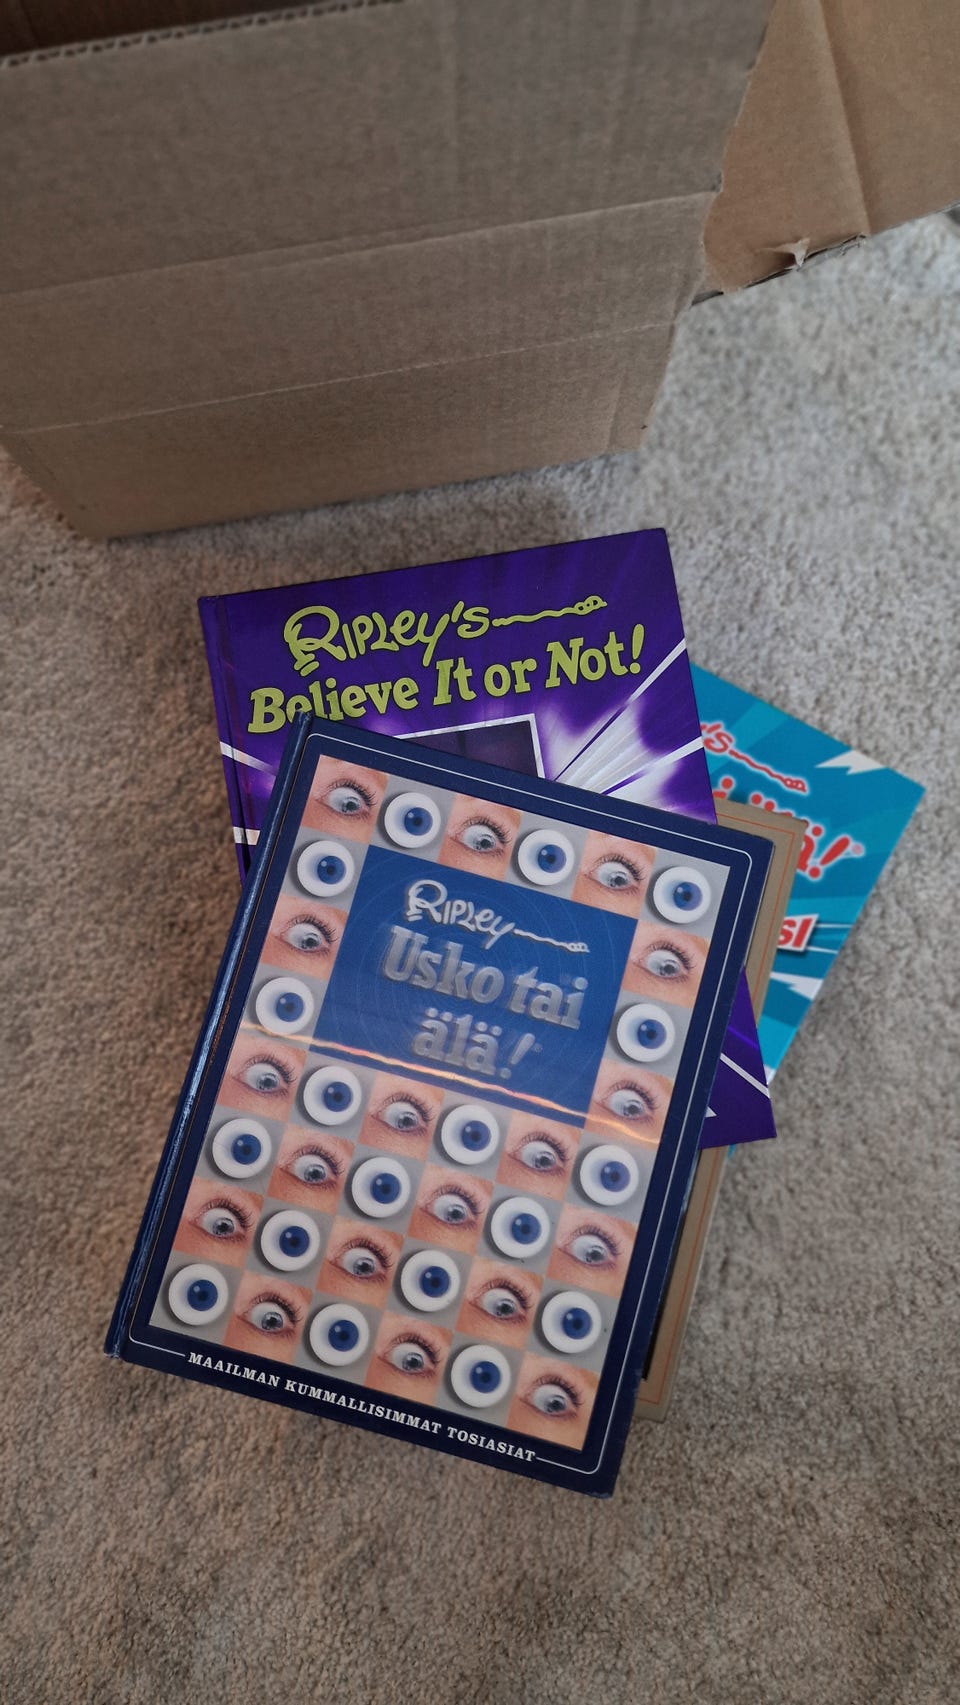 RIPLEY'S
Believe It or Not!
RIPLEY
Usko tai
älä!
MAAILMAN KUMMALLISIMMAT TOSIASIAT